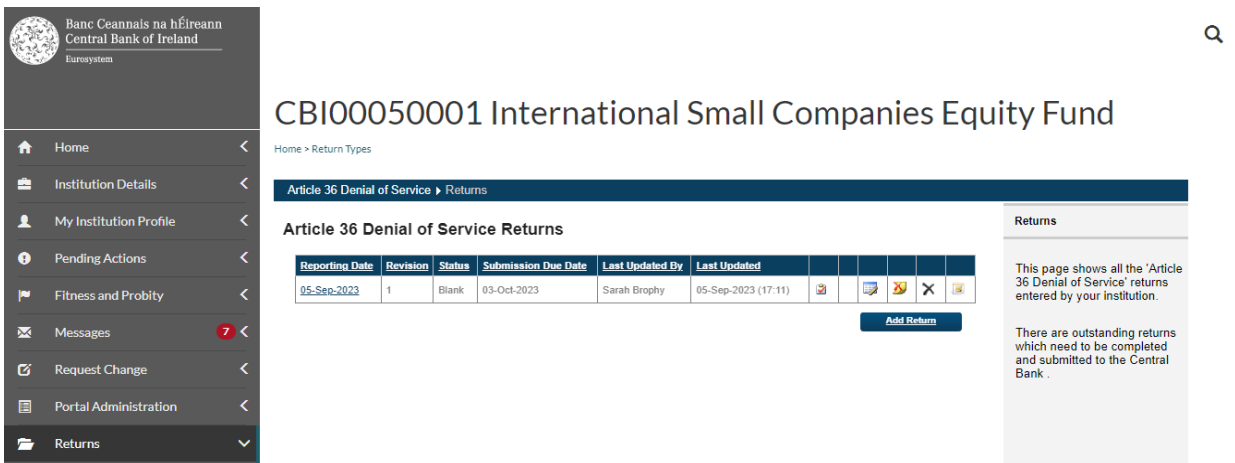 Banc Ceannais na hÉireann
Central Bank of Ireland
Eurosystem
CBI00050001 International Small Companies Equity Fund
Home > Return Types
Home
Institution Details
My Institution Profile
Pending Actions
Fitness and Probity
Messages 7
Request Change
Portal Administration
Returns
Article 36 Denial of Service Returns
Article 36 Denial of Service Returns
Reporting Date Revision Status Submission Due Date Last Updated By Last Updated
05-Sep-2023 1 Blank 03-Oct-2023 Sarah Brophy 05-Sep-2023 (17:11)
Add Return
Returns
This page shows all the 'Article
36 Denial of Service' returns
entered by your institution.
There are outstanding returns
which need to be completed
and submitted to the Central
Bank .